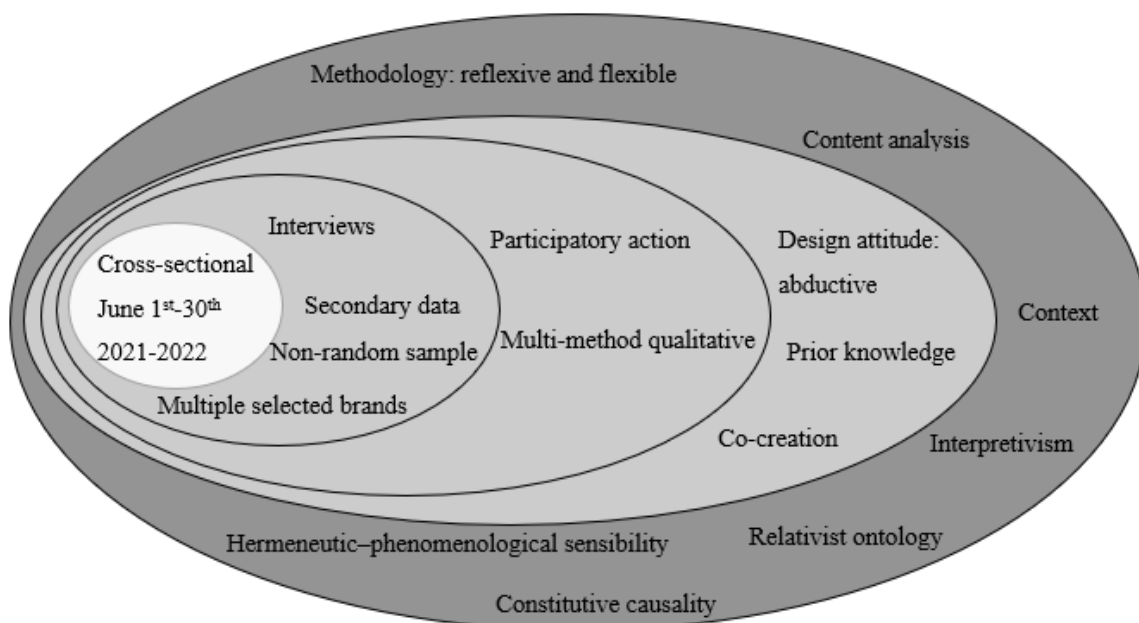 Methodology: reflexive and flexible
Content analysis
Interviews
Participatory action
Design attitude:
abductive
Cross-sectional
June 1st-30th
2021-2022
Secondary data
Context
Non-random sample
Multi-method qualitative
Prior knowledge
Multiple selected brands
Co-creation
Interpretivism
Hermeneutic–phenomenological sensibility
Relativist ontology
Constitutive causality